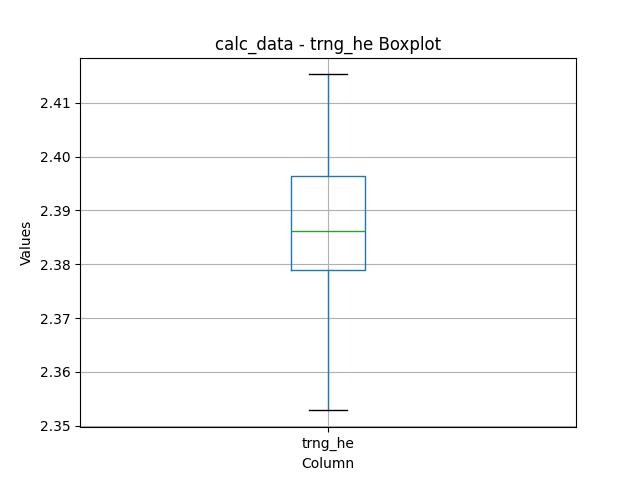 calc_data - trng_he Boxplot
2.41
2.40
2.39
2.38
2.37
2.36
2.35
Values
trng_he
Column